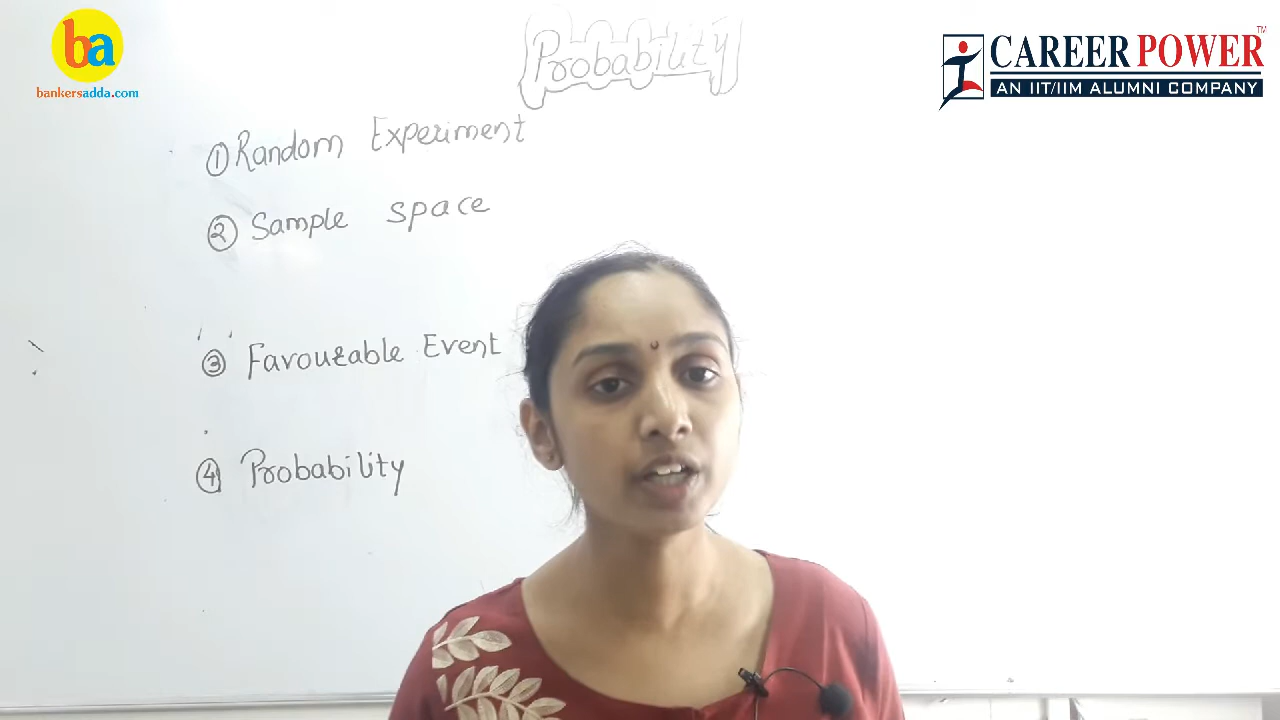 ba
bankersadda.com
Probability
CAREER POWER
TM
AN IIT/IIM ALUMNI COMPANY
① Random Experiment
② Sample space
③ Favourable Event
④ Probability